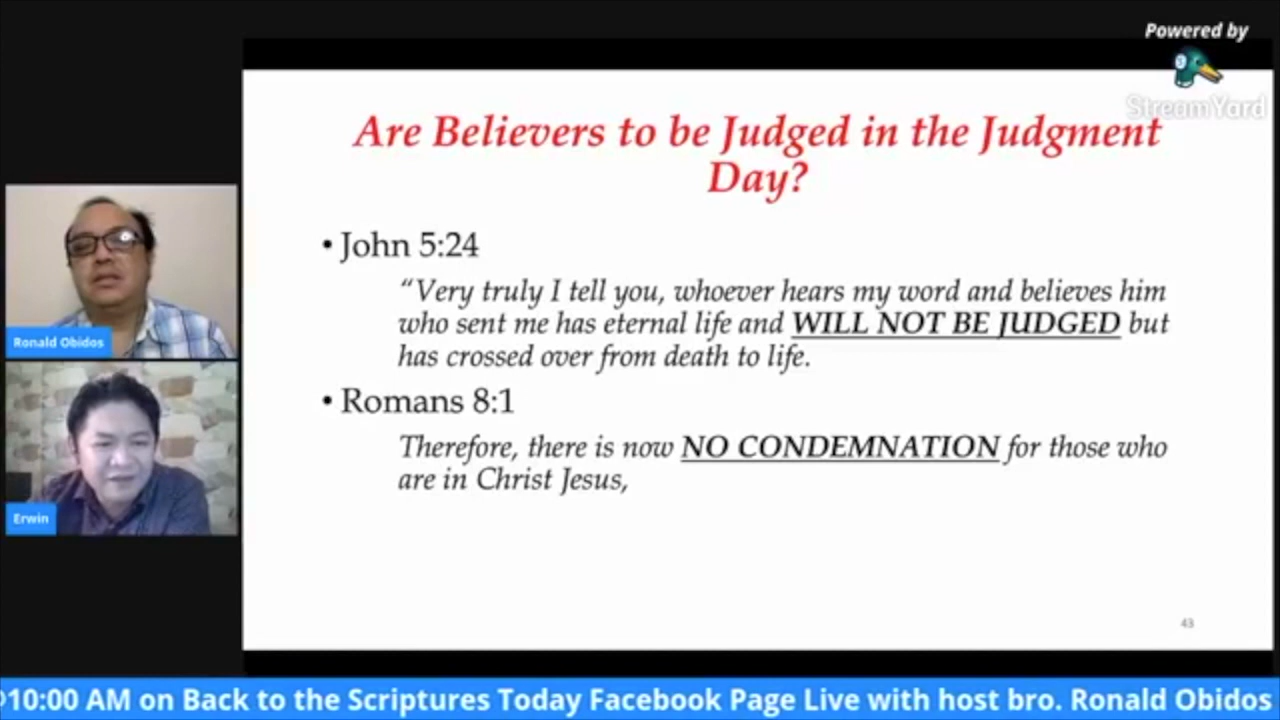 Powered by
StreamYard
Are Believers to be Judged in the Judgment
Day?
• John 5:24
“Very truly I tell you, whoever hears my word and believes him
who sent me has eternal life and WILL NOT BE JUDGED but
has crossed over from death to life.
• Romans 8:1
Therefore, there is now NO CONDEMNATION for those who
are in Christ Jesus,
43
Ronald Obidos
Erwin
10:00 AM on Back to the Scriptures Today Facebook Page Live with host bro. Ronald Obidos